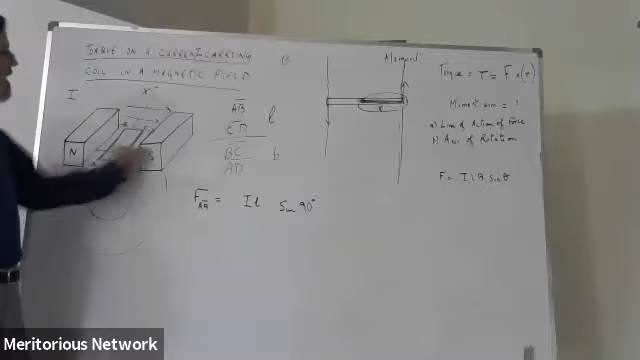 TORQUE ON A CURRENT CARRYING
COIL IN A MAGNETIC FIELD
B
Moment
Torque = τ = F x (r)
Moment arm = ?
a) Line of Action of Force
b) Axis of Rotation
F = I l B Sinθ
I
X
N
S
AB
CD
l
BC
AD
b
F AB = I l Sin 90°
r
Meritorious Network